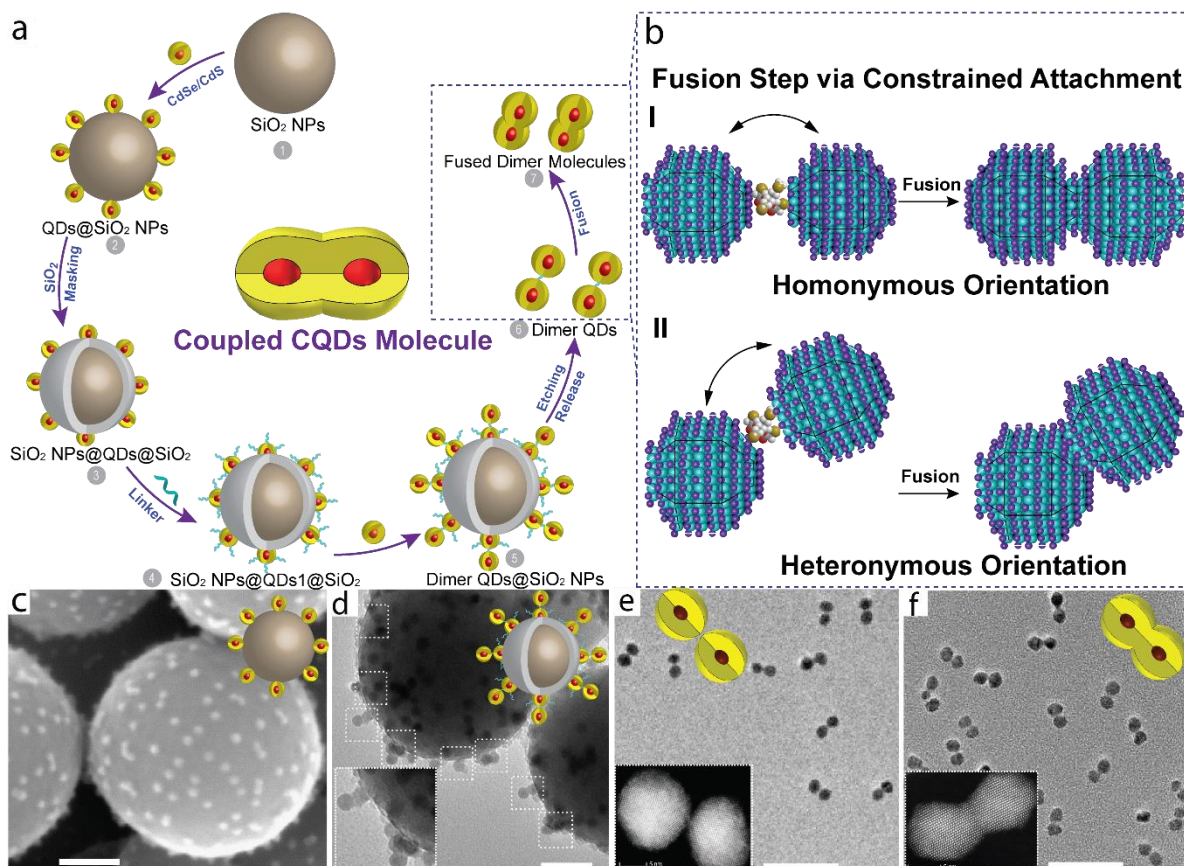 a
CdSe/CdS
SiO₂ NPs
1
QDs@SiO₂ NPs
2
SiO₂
Masking
SiO₂ NPs@QDs@SiO₂
3
Linker
4 SiO₂ NPs@QDs1@SiO₂
5
Dimer QDs@SiO₂ NPs
Etching
Release
6 Dimer QDs
Fusion
Fused Dimer Molecules
7
Coupled CQDs Molecule
b
Fusion Step via Constrained Attachment
I
Fusion
Homonymous Orientation
II
Fusion
Heteronymous Orientation
c
d
e
f